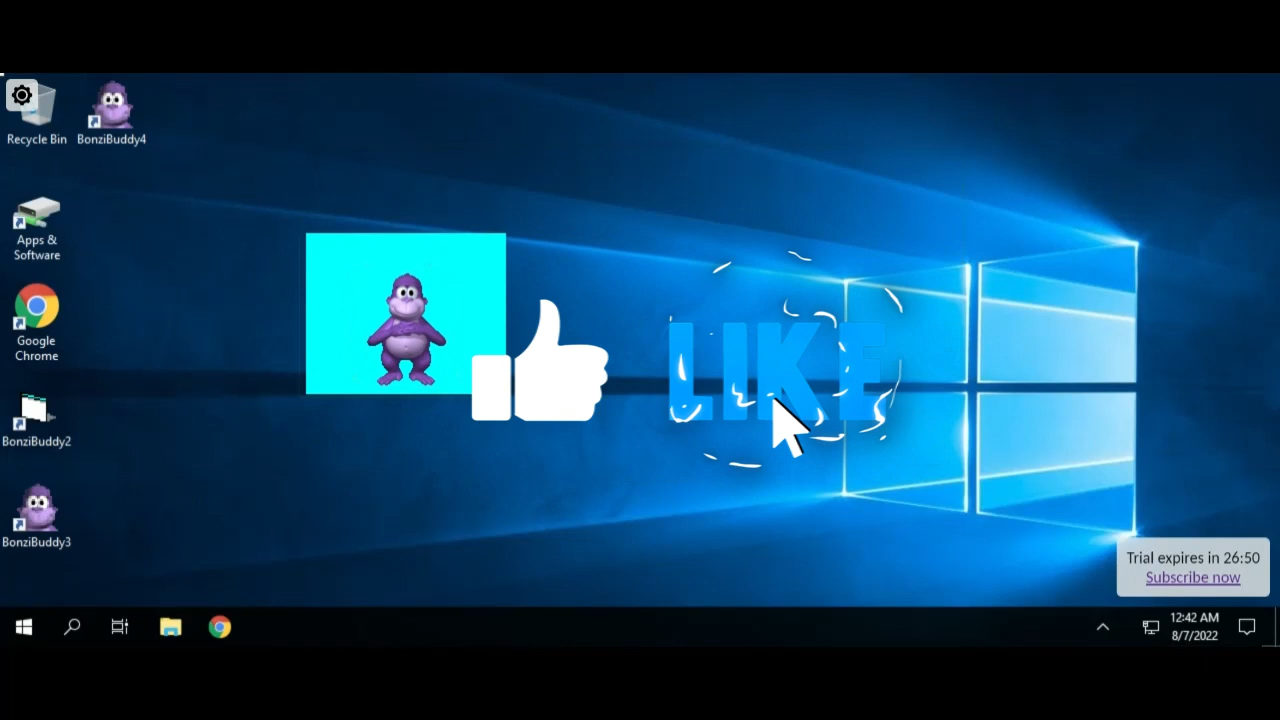 Recycle Bin
BonziBuddy4
Apps &
Software
Google
Chrome
BonziBuddy2
BonziBuddy3
LIKE
Trial expires in 26:50
Subscribe now
12:42 AM
8/7/2022